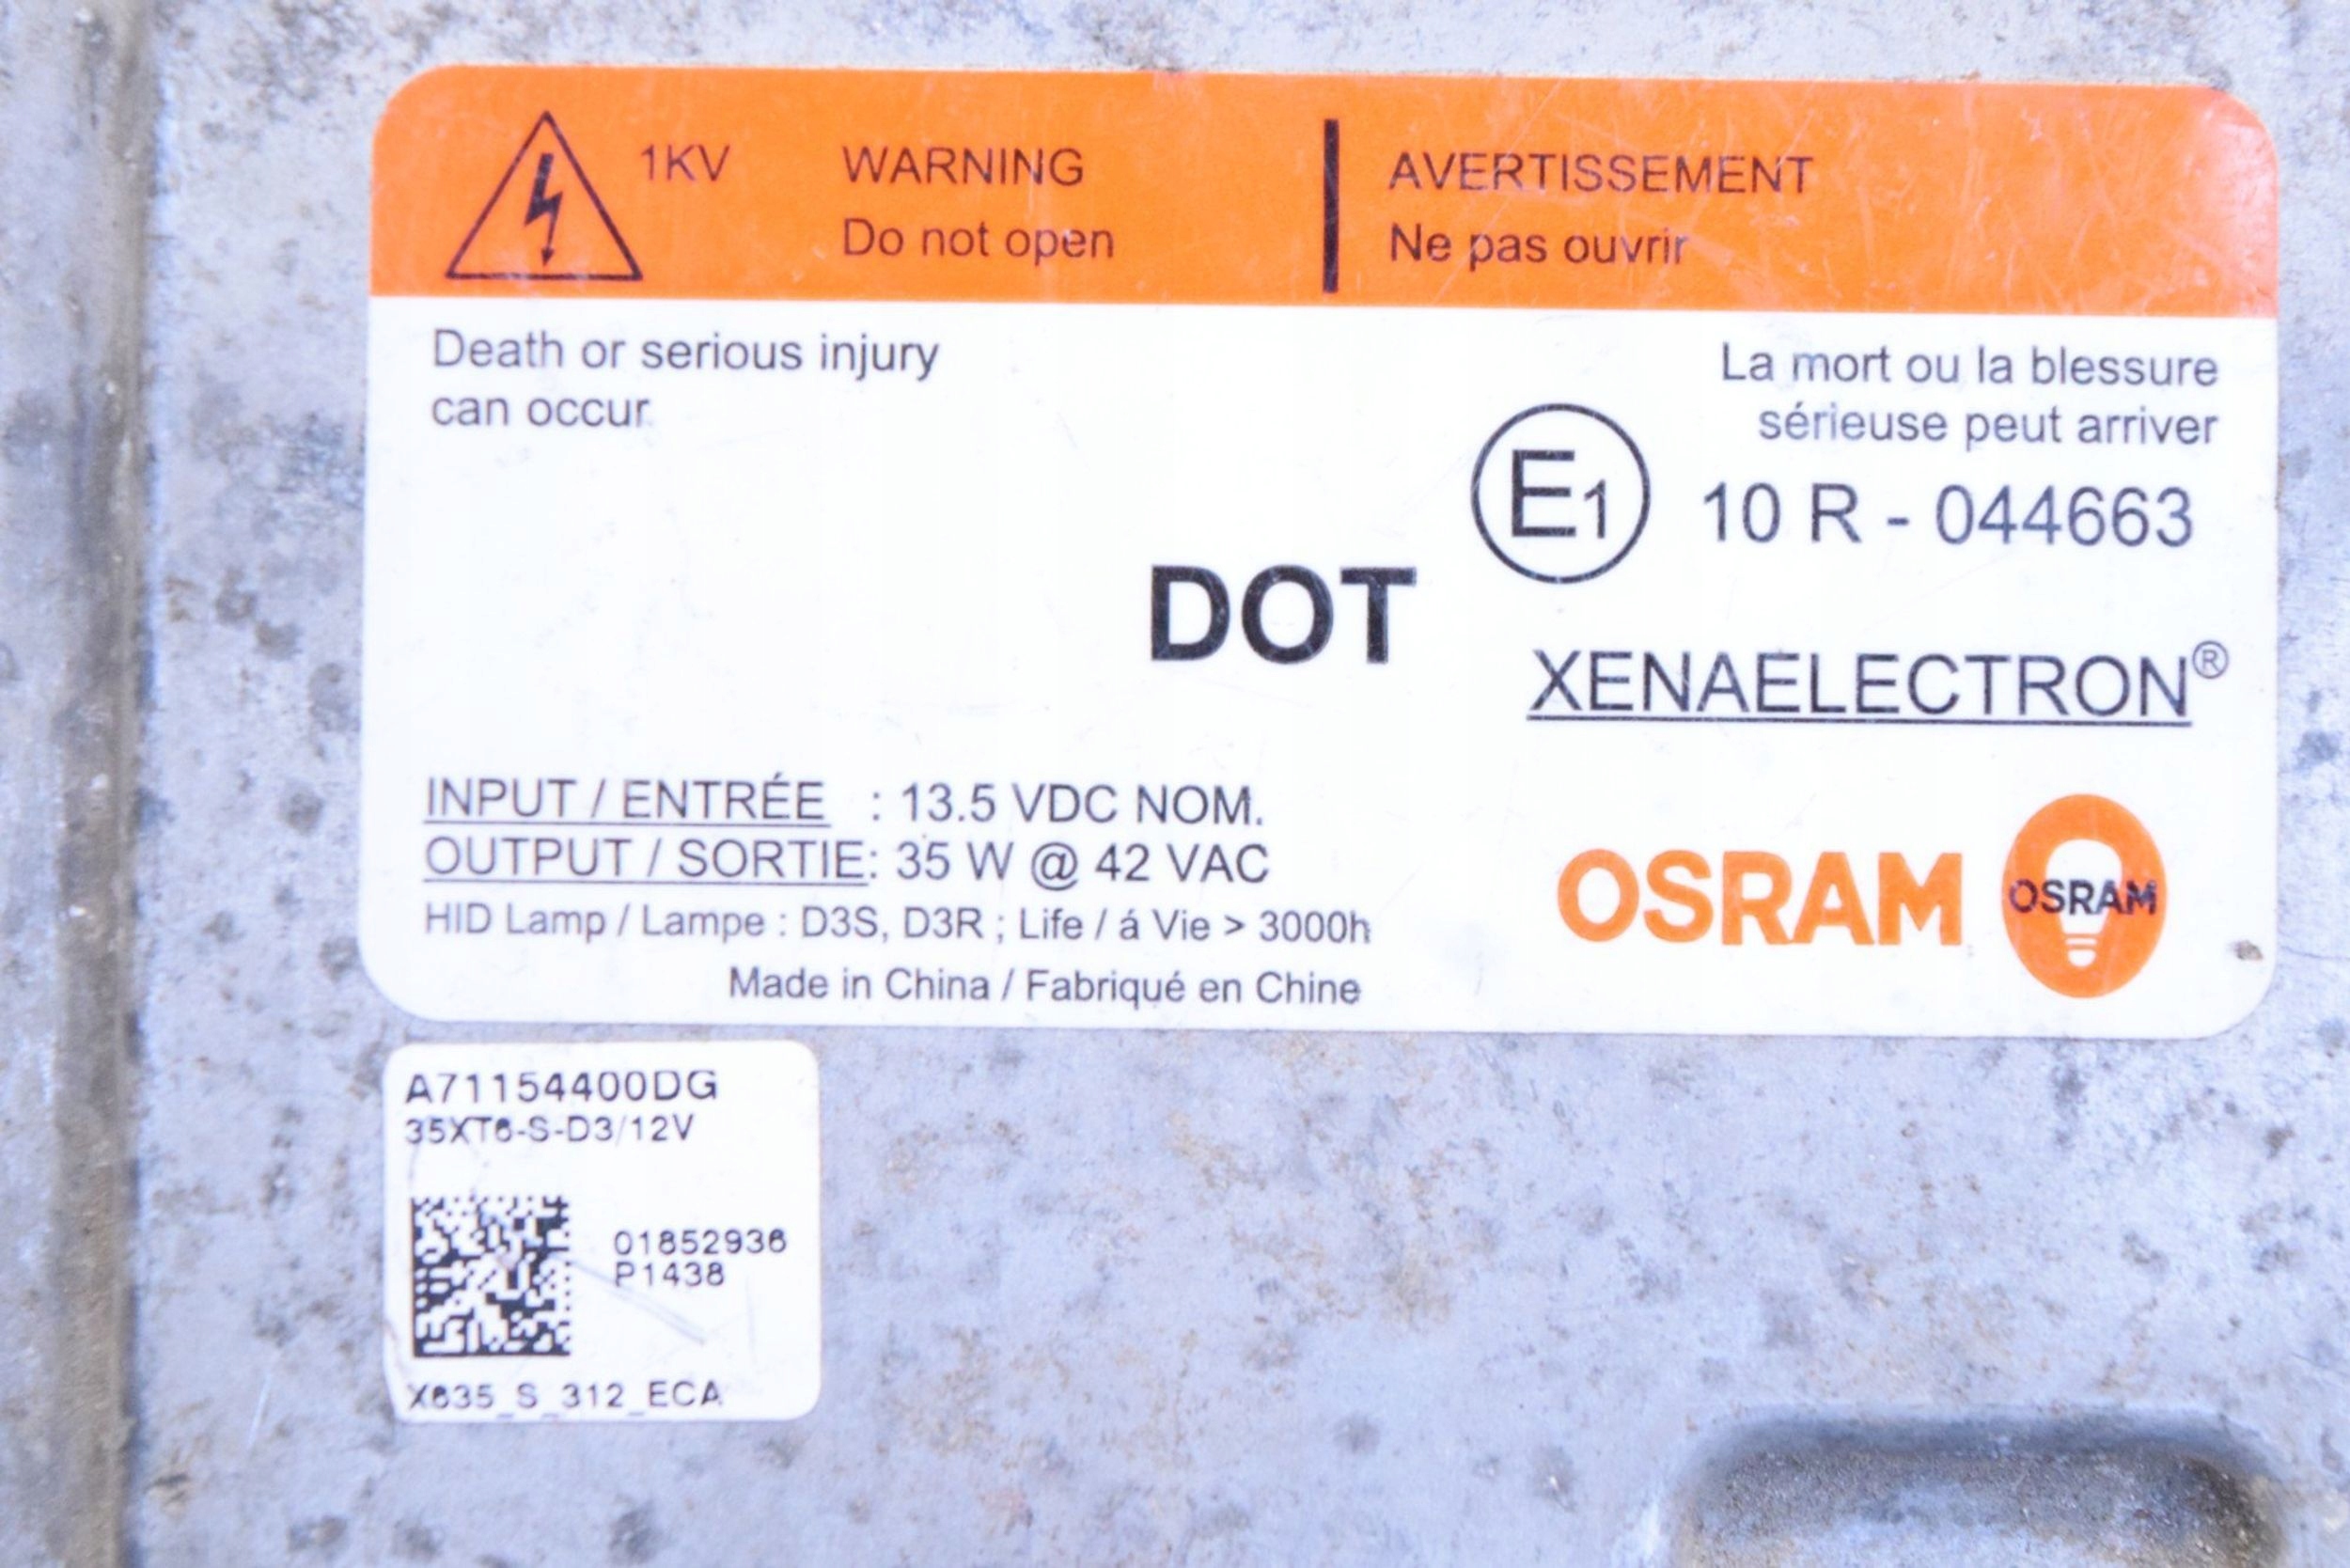 1KV WARNING AVERTISSEMENT
Do not open Ne pas ouvrir
Death or serious injury
can occur
La mort ou la blessure
sérieuse peut arriver
E1 10 R - 044663
DOT
XENAELECTRON®
INPUT / ENTRÉE : 13.5 VDC NOM.
OUTPUT / SORTIE: 35 W @ 42 VAC
HID Lamp / Lampe : D3S, D3R ; Life / á Vie > 3000h
Made in China / Fabriqué en Chine
OSRAM OSRAM
A71154400DG
35XT6-S-D3/12V
01852936
P1438
X635_S_312_ECA